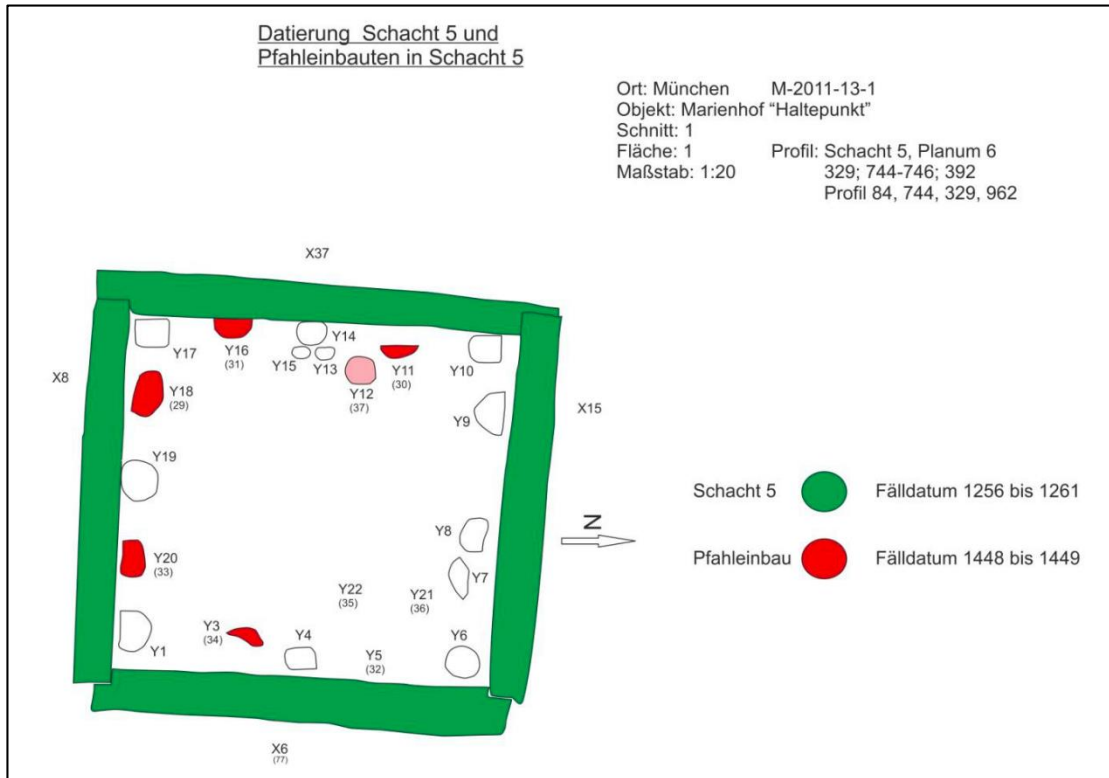 Datierung Schacht 5 und
Pfahleinbauten in Schacht 5
Ort: München M-2011-13-1
Objekt: Marienhof "Haltepunkt"
Schnitt: 1
Fläche: 1 Profil: Schacht 5, Planum 6
Maßstab: 1:20 329; 744-746; 392
Profil 84, 744, 329, 962
X37
Y17
Y16
(31)
Y14
Y15
Y13
Y12
(37)
Y11
(30)
Y10
X8
Y18
(29)
Y9
X15
Y19
Schacht 5 Fälldatum 1256 bis 1261
Y8
N
Y20
(33)
Y7
Pfahleinbau Fälldatum 1448 bis 1449
Y22
(35)
Y21
(36)
Y1
Y3
(34)
Y4
Y5
(32)
Y6
X6
(77)